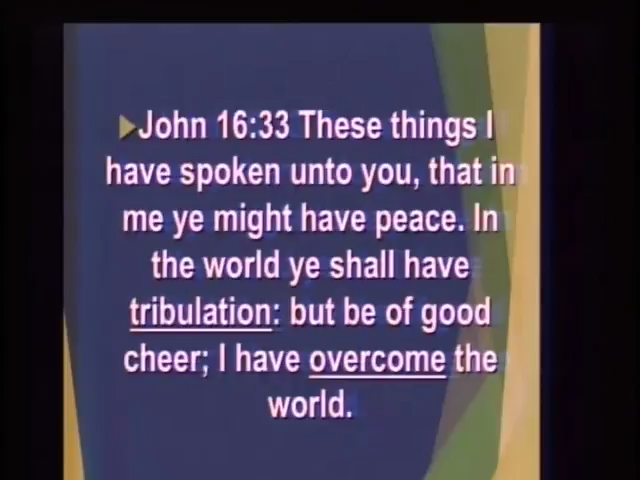 John 16:33 These things I
have spoken unto you, that in
me ye might have peace. In
the world ye shall have
tribulation: but be of good
cheer; I have overcome the
world.